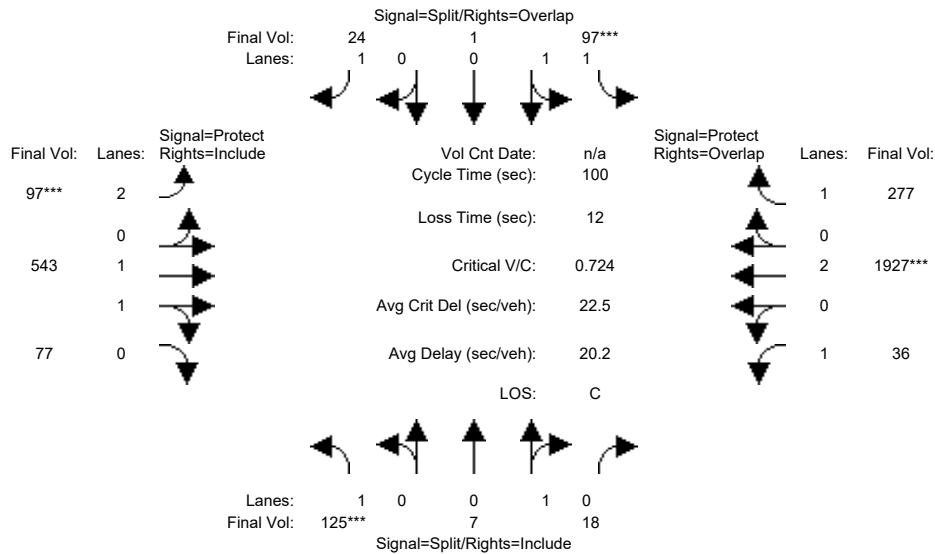 Signal=Split/Rights=Overlap
Final Vol: 24 1 97***
Lanes: 1 0 0 1 1
Signal=Protect Signal=Protect
Final Vol: Lanes: Rights=Include Vol Cnt Date: n/a Rights=Overlap Lanes: Final Vol:
Cycle Time (sec): 100
97*** 2 1 277
Loss Time (sec): 12
0 0
543 1 Critical V/C: 0.724 2 1927***
1 Avg Crit Del (sec/veh): 22.5 0
77 0 Avg Delay (sec/veh): 20.2 1 36
LOS: C
Lanes: 1 0 0 1 0
Final Vol: 125*** 7 18
Signal=Split/Rights=Include